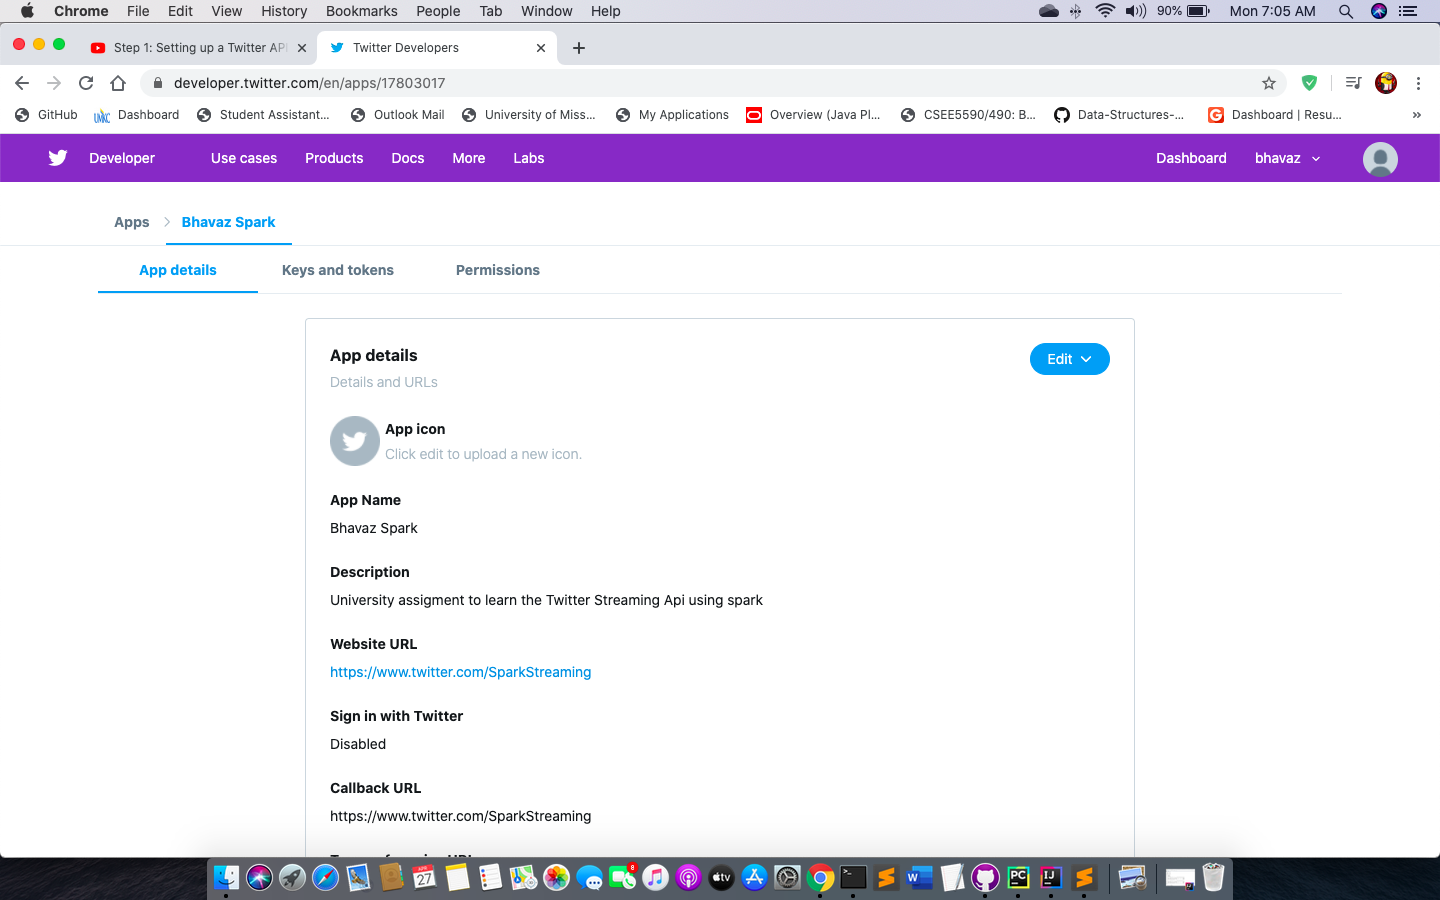 Chrome File Edit View History Bookmarks People Tab Window Help 90% Mon 7:05 AM
Step 1: Setting up a Twitter AP Twitter Developers
developer.twitter.com/en/apps/17803017
GitHub UMKC Dashboard Student Assistant... Outlook Mail University of Miss... My Applications Overview (Java Pl... CSEE5590/490: B... Data-Structures-... Dashboard | Resu... »
Developer Use cases Products Docs More Labs Dashboard bhavaz
Apps Bhavaz Spark
App details Keys and tokens Permissions
App details
Edit
Details and URLs
App icon
Click edit to upload a new icon.
App Name
Bhavaz Spark
Description
University assigment to learn the Twitter Streaming Api using spark
Website URL
https://www.twitter.com/SparkStreaming
Sign in with Twitter
Disabled
Callback URL
https://www.twitter.com/SparkStreaming
APR 27 8 tv W PC IJ